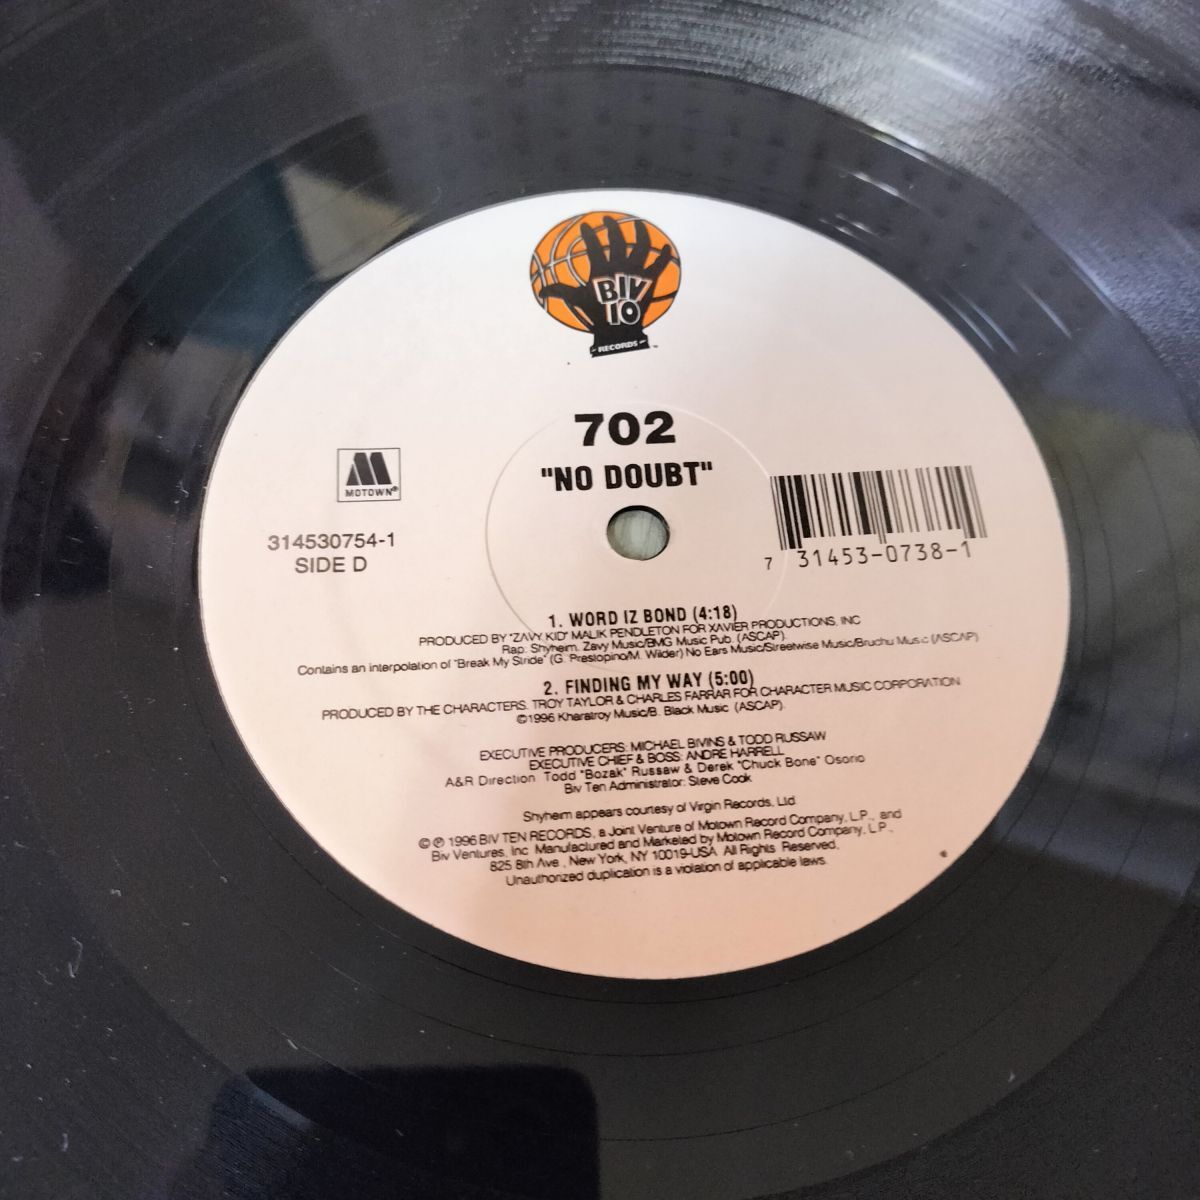 BIV
10
RECORDS
TM
702
"NO DOUBT"
MOTOWN®
314530754-1
SIDE D
7 31453-0738-1
1. WORD IZ BOND (4:18)
PRODUCED BY "ZAVY KID" MALIK PENDLETON FOR XAVIER PRODUCTIONS, INC
Rap: Shyheim. Zavy Music/BMG Music Pub. (ASCAP).
Contains an interpolation of "Break My Stride" (G. Prestopino/M. Wilder) No Ears Music/Streetwise Music/Bruchu Music (ASCAP)
2. FINDING MY WAY (5:00)
PRODUCED BY THE CHARACTERS. TROY TAYLOR & CHARLES FARRAR FOR CHARACTER MUSIC CORPORATION
©1996 Kharatroy Music/B. Black Music (ASCAP).
EXECUTIVE PRODUCERS: MICHAEL BIVINS & TODD RUSSAW
EXECUTIVE CHIEF & BOSS: ANDRE HARRELL
A&R Direction Todd "Bozak" Russaw & Derek "Chuck Bone" Osorio
Biv Ten Administrator: Steve Cook
Shyheim appears courtesy of Virgin Records, Ltd
© ℗ 1996 BIV TEN RECORDS, a Joint Venture of Motown Record Company, L.P., and
Biv Ventures, Inc. Manufactured and Marketed by Motown Record Company, L.P.,
825 8th Ave., New York, NY 10019-USA. All Rights Reserved.
Unauthorized duplication is a violation of applicable laws.